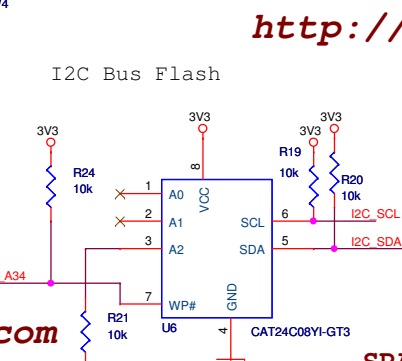 http://
I2C Bus Flash
3V3
3V3
3V3
3V3
R24
10k
R19
10k
R20
10k
8
VCC
1
A0
2
A1
3
A2
SCL
6
I2C_SCL
SDA
5
I2C_SDA
_A34
7
WP#
GND
4
R21
10k
U6
CAT24C08YI-GT3
com